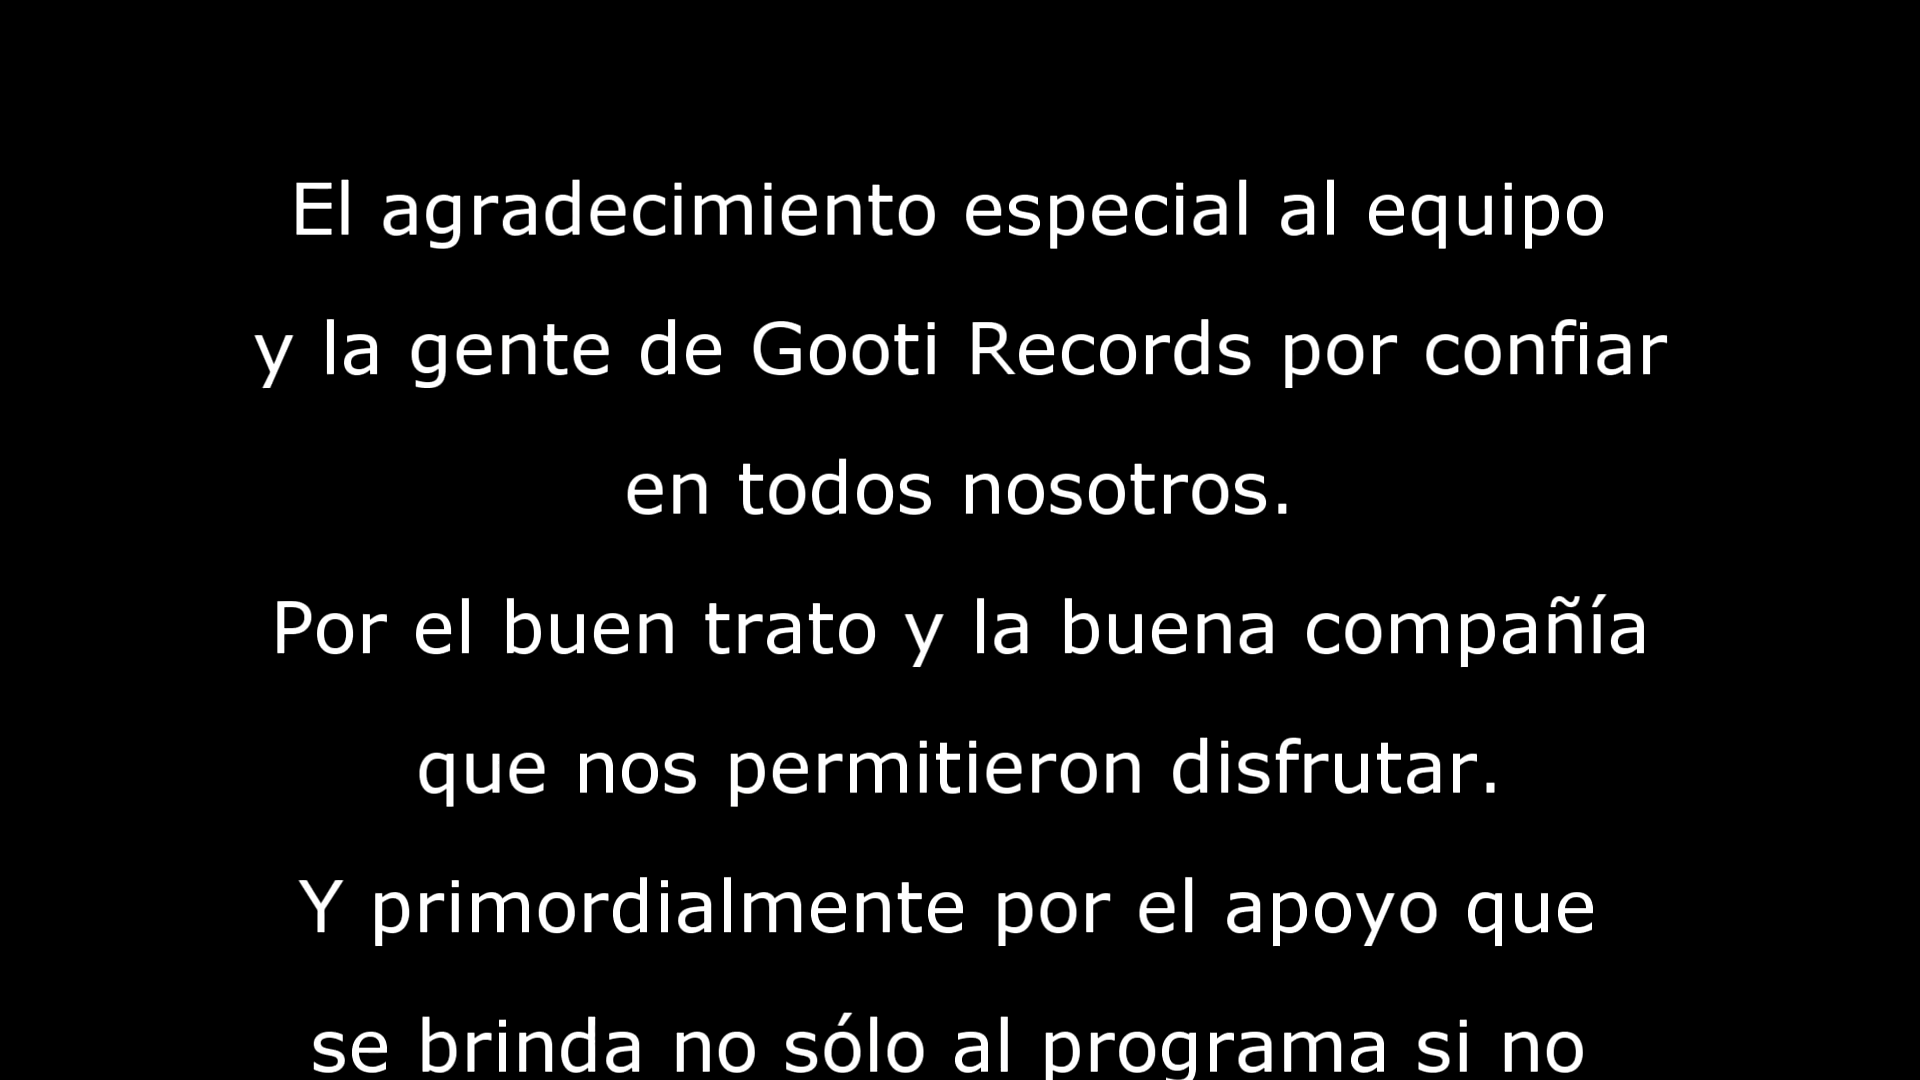 El agradecimiento especial al equipo
y la gente de Gooti Records por confiar
en todos nosotros.
Por el buen trato y la buena compañía
que nos permitieron disfrutar.
Y primordialmente por el apoyo que
se brinda no sólo al programa si no